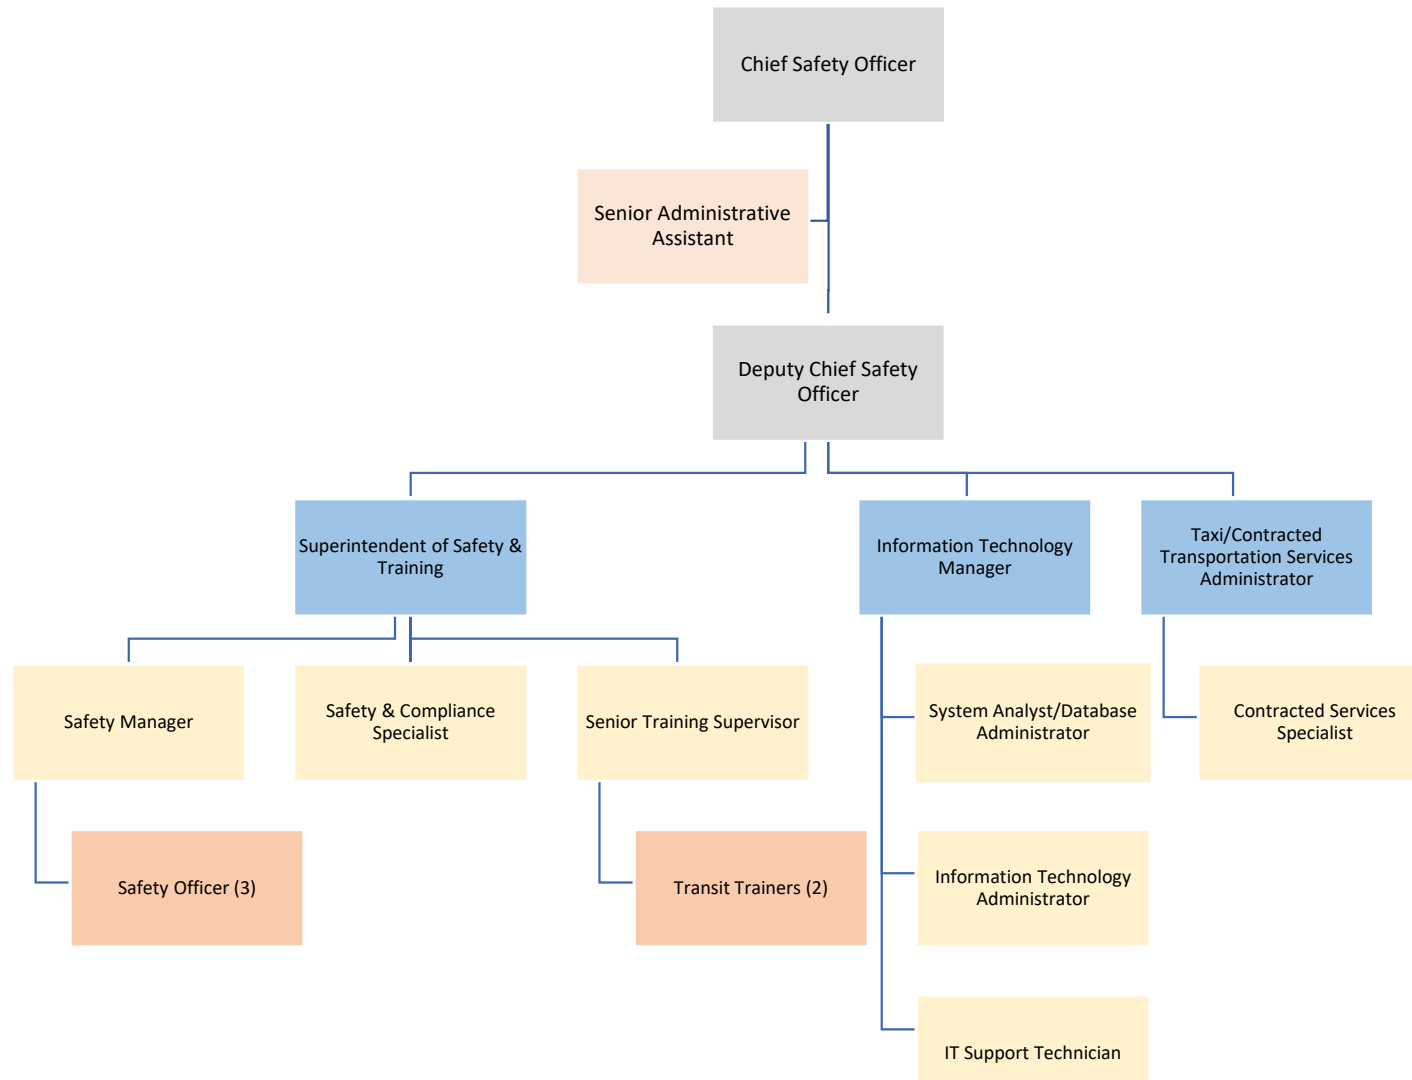 Chief Safety Officer
Senior Administrative
Assistant
Deputy Chief Safety
Officer
Superintendent of Safety &
Training
Information Technology
Manager
Taxi/Contracted
Transportation Services
Administrator
Safety Manager
Safety & Compliance
Specialist
Senior Training Supervisor
System Analyst/Database
Administrator
Contracted Services
Specialist
Safety Officer (3)
Transit Trainers (2)
Information Technology
Administrator
IT Support Technician